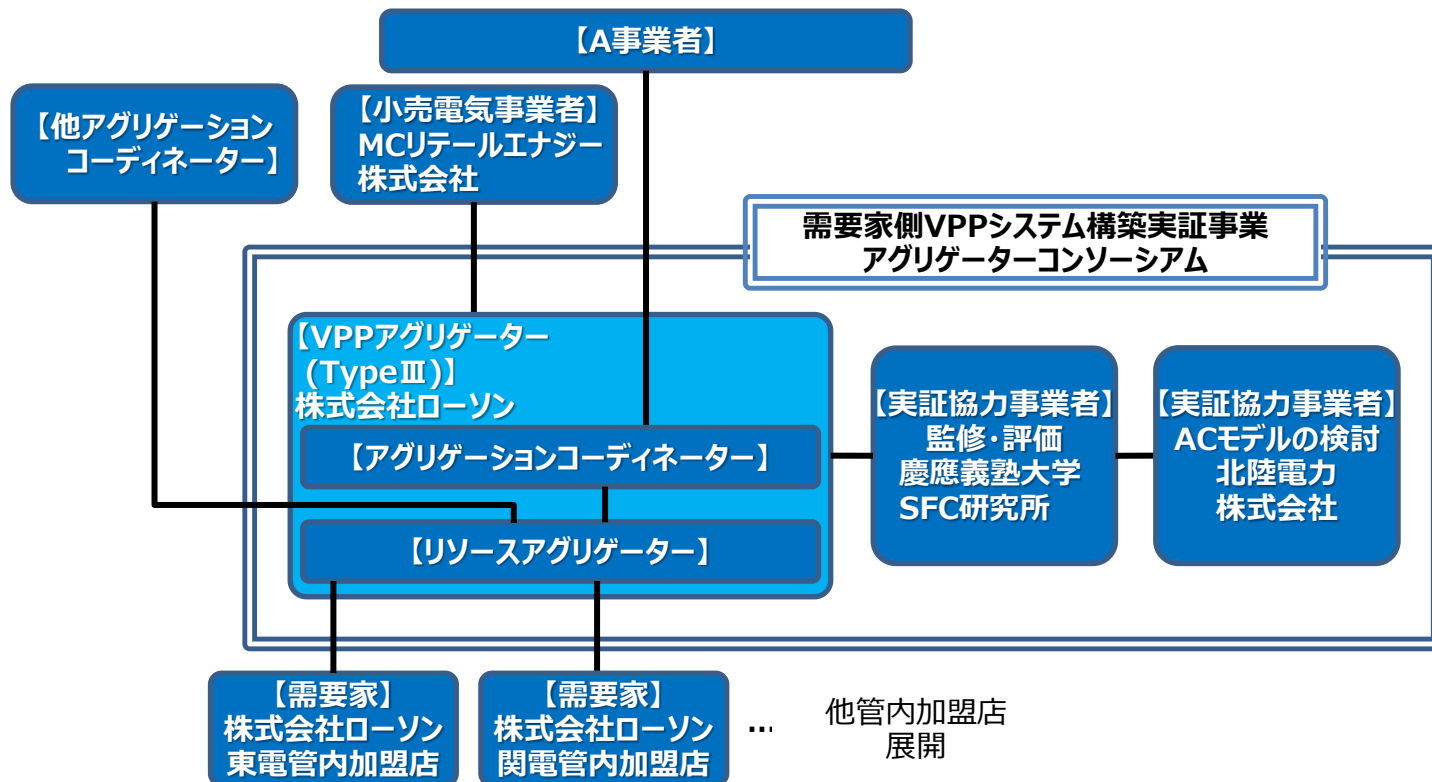 【A事業者】
【他アグリゲーション
コーディネーター】
【小売電気事業者】
MCリテールエナジー
株式会社
需要家側VPPシステム構築実証事業
アグリゲーターコンソーシアム
【VPPアグリゲーター
(TypeⅢ)】
株式会社ローソン
【アグリゲーションコーディネーター】
【リソースアグリゲーター】
【実証協力事業者】
監修・評価
慶應義塾大学
SFC研究所
【実証協力事業者】
ACモデルの検討
北陸電力
株式会社
【需要家】
株式会社ローソン
東電管内加盟店
【需要家】
株式会社ローソン
関電管内加盟店
…
他管内加盟店
展開